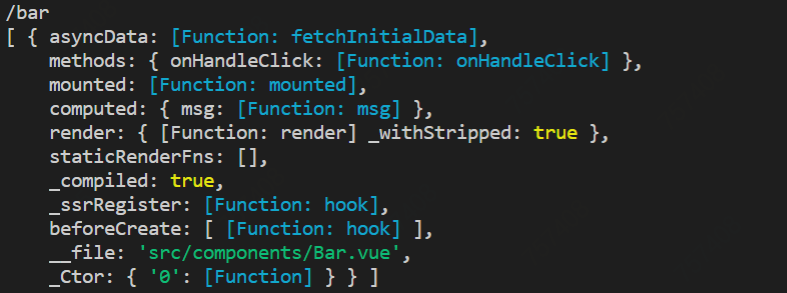 /bar
[ { asyncData: [Function: fetchInitialData],
methods: { onHandleClick: [Function: onHandleClick] },
mounted: [Function: mounted],
computed: { msg: [Function: msg] },
render: { [Function: render] _withStripped: true },
staticRenderFns: [],
_compiled: true,
_ssrRegister: [Function: hook],
beforeCreate: [ [Function: hook] ],
__file: 'src/components/Bar.vue',
_Ctor: { '0': [Function] } } ]